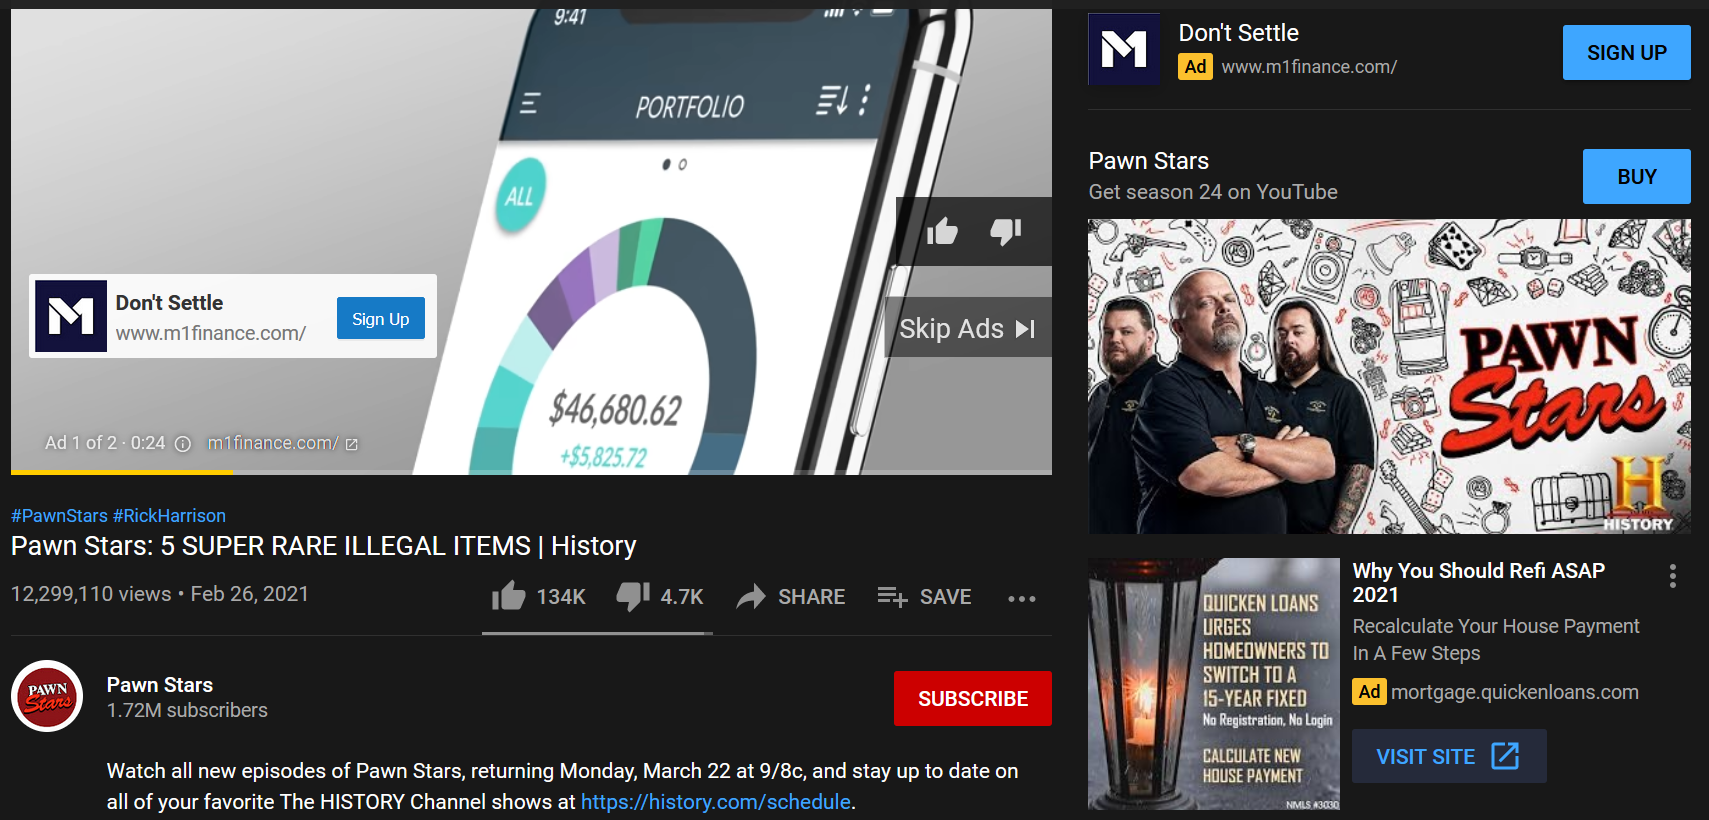 9:41
PORTFOLIO
ALL
$46,680.62
+$5,825.72
Don't Settle
www.m1finance.com/
Sign Up
Skip Ads
Ad 1 of 2 · 0:24
m1finance.com/
#PawnStars #RickHarrison
Pawn Stars: 5 SUPER RARE ILLEGAL ITEMS | History
12,299,110 views • Feb 26, 2021
134K
4.7K
SHARE
SAVE
PAWN
Stars
Pawn Stars
1.72M subscribers
SUBSCRIBE
Watch all new episodes of Pawn Stars, returning Monday, March 22 at 9/8c, and stay up to date on
all of your favorite The HISTORY Channel shows at https://history.com/schedule.
M
Don't Settle
Ad www.m1finance.com/
SIGN UP
Pawn Stars
Get season 24 on YouTube
BUY
PAWN
Stars
H
HISTORY
QUICKEN LOANS
URGES
HOMEOWNERS TO
SWITCH TO A
15-YEAR FIXED
No Registration, No Login
CALCULATE NEW
HOUSE PAYMENT
NMLS #3030
Why You Should Refi ASAP
2021
Recalculate Your House Payment
In A Few Steps
Ad mortgage.quickenloans.com
VISIT SITE